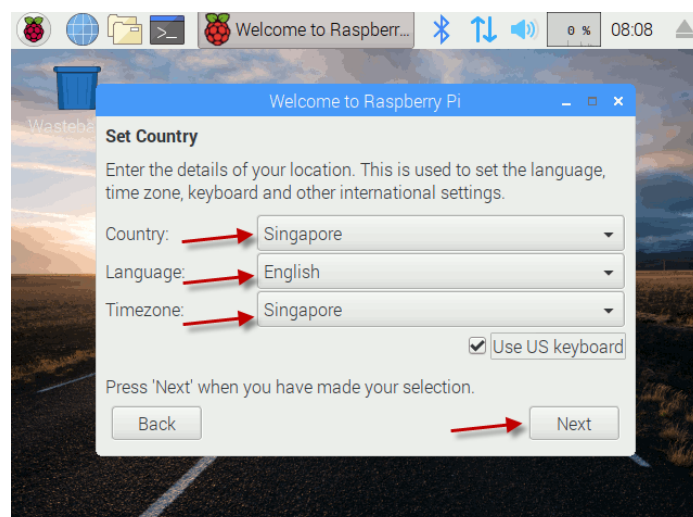 Welcome to Raspberr... 0 % 08:08
Welcome to Raspberry Pi
Set Country
Enter the details of your location. This is used to set the language,
time zone, keyboard and other international settings.
Country: Singapore
Language: English
Timezone: Singapore
Use US keyboard
Press 'Next' when you have made your selection.
Back Next